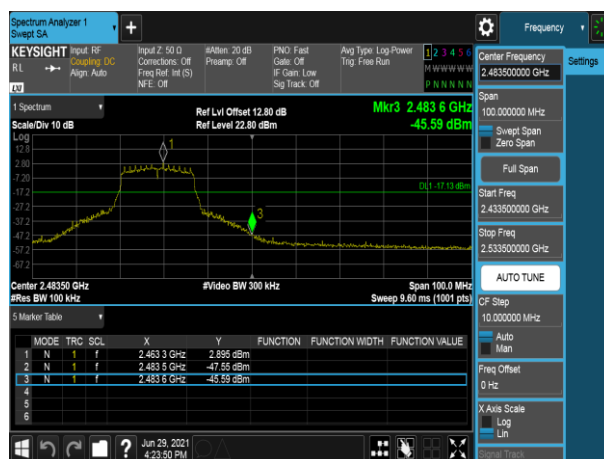 Spectrum Analyzer 1
Swept SA
+
Frequency
KEYSIGHT
Input: RF
Input Z: 50 Ω
#Atten: 20 dB
PNO: Fast
Avg Type: Log-Power
1 2 3 4 5 6
RL
Coupling: DC
Corrections: Off
Preamp: Off
Gate: Off
Trig: Free Run
M W W W W W
Align: Auto
Freq Ref: Int (S)
IF Gain: Low
P N N N N N
LXI
NFE: Off
Sig Track: Off
1 Spectrum
Ref Lvl Offset 12.80 dB
Mkr3 2.483 6 GHz
Scale/Div 10 dB
Ref Level 22.80 dBm
-45.59 dBm
Log
12.8
2.80
-7.20
-17.2
-27.2
-37.2
-47.2
-57.2
-67.2
1
DL1 -17.13 dBm
3
Center 2.48350 GHz
#Video BW 300 kHz
Span 100.0 MHz
#Res BW 100 kHz
Sweep 9.60 ms (1001 pts)
5 Marker Table
MODE TRC SCL X Y FUNCTION FUNCTION WIDTH FUNCTION VALUE
1 N 1 f 2.463 3 GHz 2.895 dBm
2 N 1 f 2.483 5 GHz -47.55 dBm
3 N 1 f 2.483 6 GHz -45.59 dBm
4
5
6
?
Jun 29, 2021
4:23:50 PM
Center Frequency
2.483500000 GHz
Settings
Span
100.000000 MHz
Swept Span
Zero Span
Full Span
Start Freq
2.433500000 GHz
Stop Freq
2.533500000 GHz
AUTO TUNE
CF Step
10.000000 MHz
Auto
Man
Freq Offset
0 Hz
X Axis Scale
Log
Lin
Signal Track